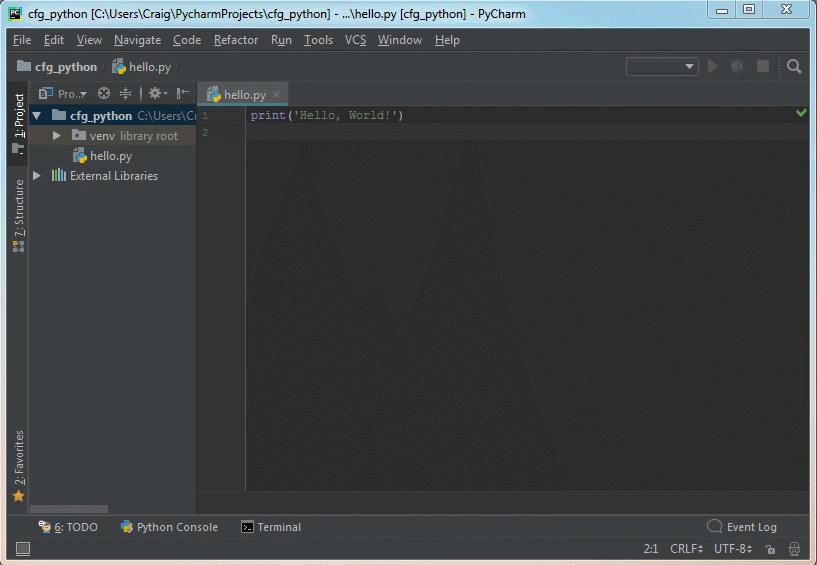 cfg_python [C:\Users\Craig\PycharmProjects\cfg_python] - ...\hello.py [cfg_python] - PyCharm
File Edit View Navigate Code Refactor Run Tools VCS Window Help
cfg_python hello.py
Pro... hello.py
1: Project
cfg_python C:\Users\Cr
venv library root
hello.py
External Libraries
7: Structure
2: Favorites
1 print('Hello, World!')
2
6: TODO Python Console Terminal Event Log
2:1 CRLF UTF-8